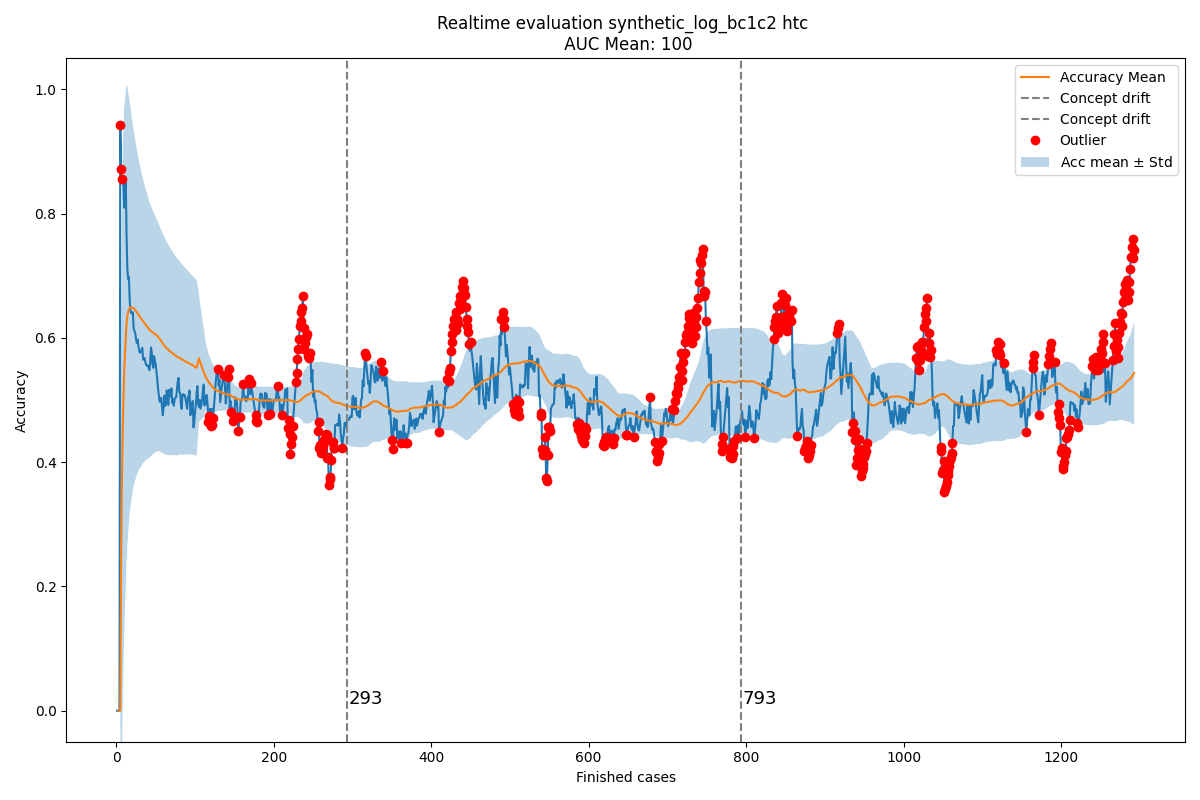 Realtime evaluation synthetic_log_bc1c2 htc
AUC Mean: 100
Accuracy
1.0
0.8
0.6
0.4
0.2
0.0
Accuracy Mean
Concept drift
Concept drift
Outlier
Acc mean ± Std
293
793
0
200
400
600
800
1000
1200
Finished cases